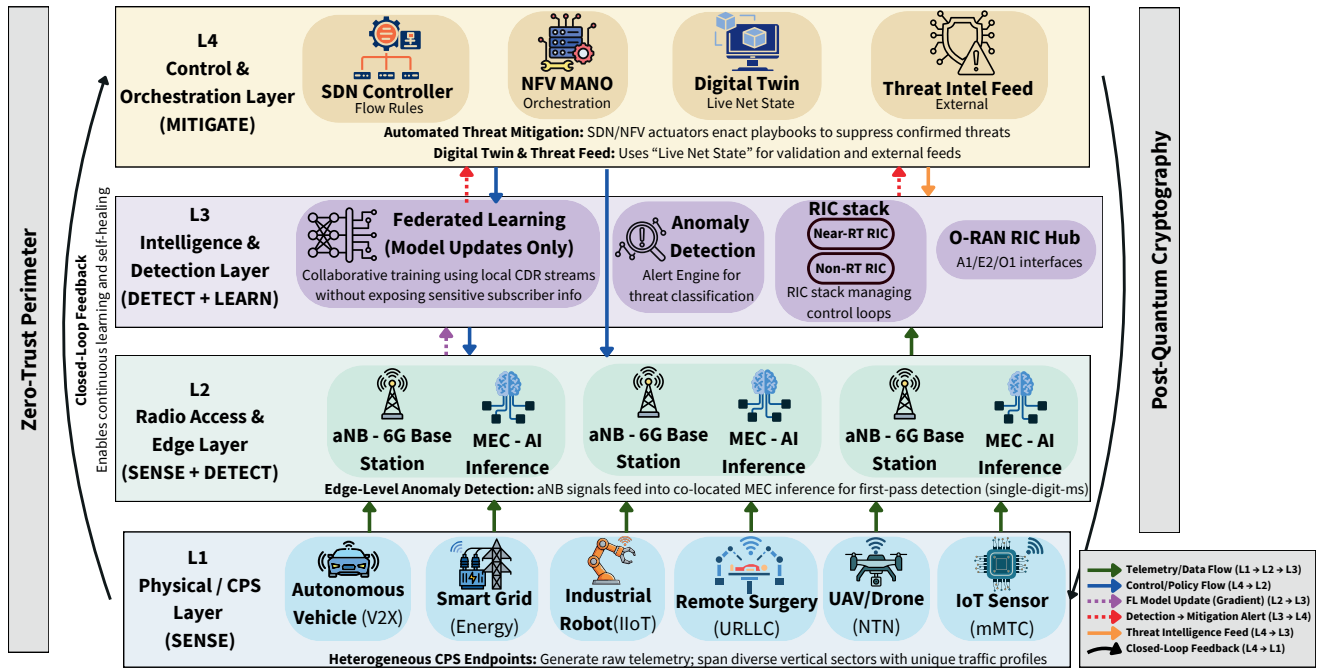 Zero-Trust Perimeter
Closed-Loop Feedback
Enables continuous learning and self-healing
L4
Control &
Orchestration Layer
(MITIGATE)
SDN Controller
Flow Rules
NFV MANO
Orchestration
Digital Twin
Live Net State
Threat Intel Feed
External
Automated Threat Mitigation: SDN/NFV actuators enact playbooks to suppress confirmed threats
Digital Twin & Threat Feed: Uses “Live Net State” for validation and external feeds
L3
Intelligence &
Detection Layer
(DETECT + LEARN)
Federated Learning
(Model Updates Only)
Collaborative training using local CDR streams
without exposing sensitive subscriber info
Anomaly
Detection
Alert Engine for
threat classification
RIC stack
Near-RT RIC
Non-RT RIC
RIC stack managing
control loops
O-RAN RIC Hub
A1/E2/O1 interfaces
L2
Radio Access &
Edge Layer
(SENSE + DETECT)
aNB - 6G Base
Station
MEC - AI
Inference
aNB - 6G Base
Station
MEC - AI
Inference
aNB - 6G Base
Station
MEC - AI
Inference
Edge-Level Anomaly Detection: aNB signals feed into co-located MEC inference for first-pass detection (single-digit-ms)
L1
Physical / CPS
Layer
(SENSE)
Autonomous
Vehicle (V2X)
Smart Grid
(Energy)
Industrial
Robot(IIoT)
Remote Surgery
(URLLC)
UAV/Drone
(NTN)
IoT Sensor
(mMTC)
Heterogeneous CPS Endpoints: Generate raw telemetry; span diverse vertical sectors with unique traffic profiles
Post-Quantum Cryptography
Telemetry/Data Flow (L1 → L2 → L3)
Control/Policy Flow (L4 → L2)
FL Model Update (Gradient) (L2 → L3)
Detection → Mitigation Alert (L3 → L4)
Threat Intelligence Feed (L4 → L3)
Closed-Loop Feedback (L4 → L1)